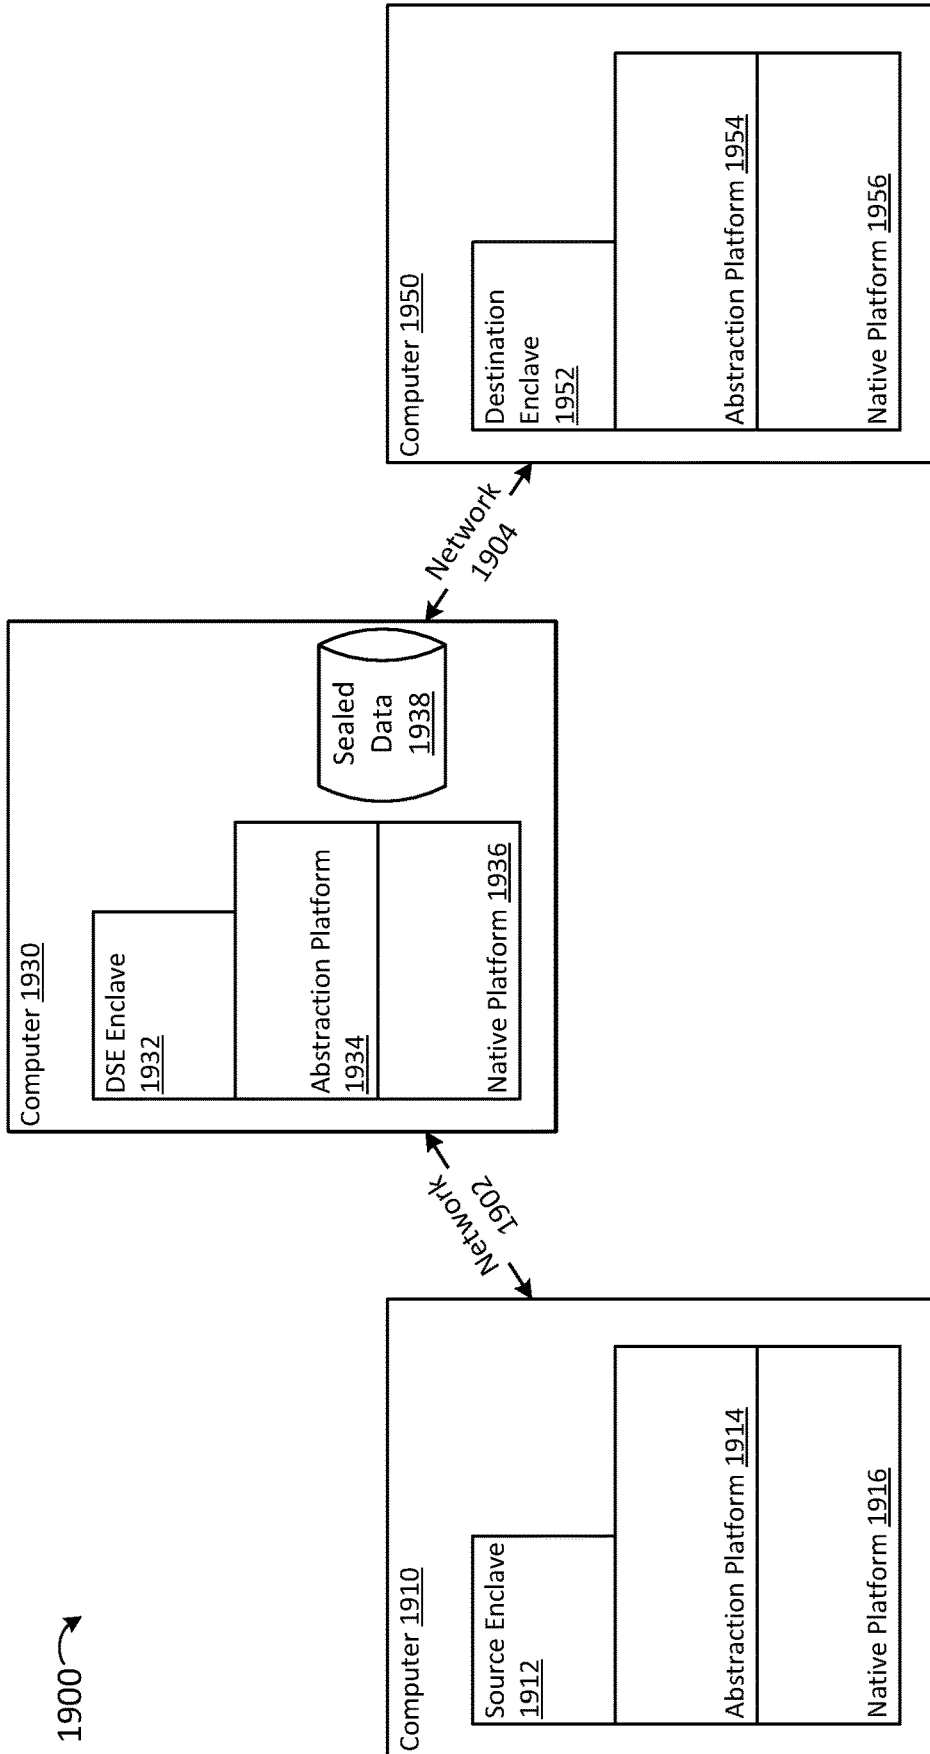 1900
Computer 1910
Source Enclave
1912
Abstraction Platform 1914
Native Platform 1916
Network
1902
Computer 1930
DSE Enclave
1932
Abstraction Platform
1934
Native Platform 1936
Sealed
Data
1938
Network
1904
Computer 1950
Destination
Enclave
1952
Abstraction Platform 1954
Native Platform 1956